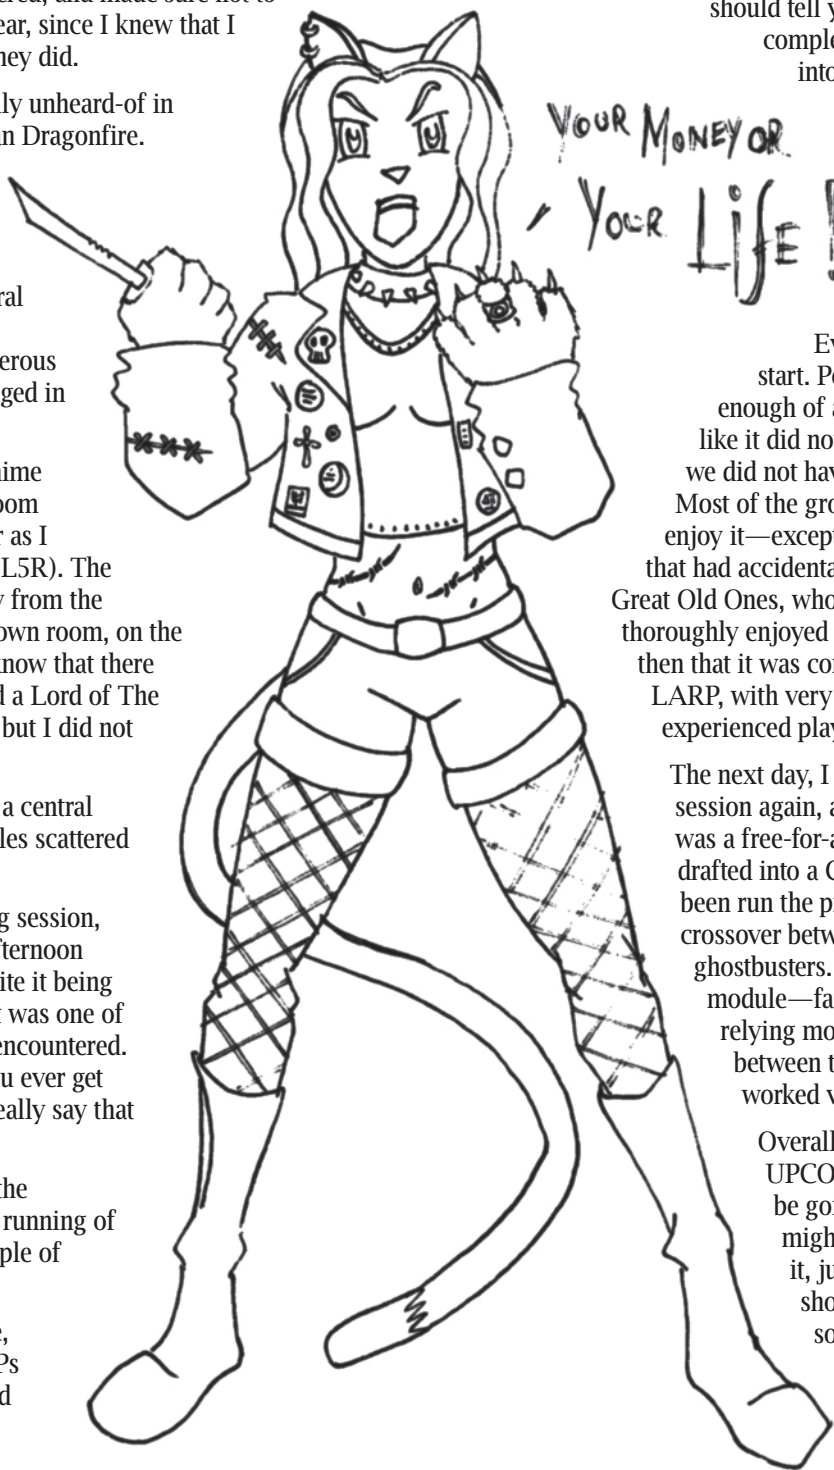 ear, since I knew that I
hey did.
lly unheard-of in
an Dragonfire.
ral
erous
ged in
nime
oom
r as I
L5R). The
y from the
own room, on the
know that there
d a Lord of The
but I did not
a central
les scattered
g session,
fternoon
ite it being
t was one of
encountered.
u ever get
eally say that
the
running of
ple of
e,
Ps
d
YOUR MONEY OR
YOUR LIFE!
should tell y
comple
into
Ev
start. Pe
enough of a
like it did no
we did not hav
Most of the gro
enjoy it—except
that had accidenta
Great Old Ones, who
thoroughly enjoyed
then that it was con
LARP, with very
experienced play
The next day, I
session again, a
was a free-for-a
drafted into a C
been run the pr
crossover betw
ghostbusters.
module—fa
relying mo
between t
worked v
Overall
UPCO
be goi
migh
it, ju
sho
so